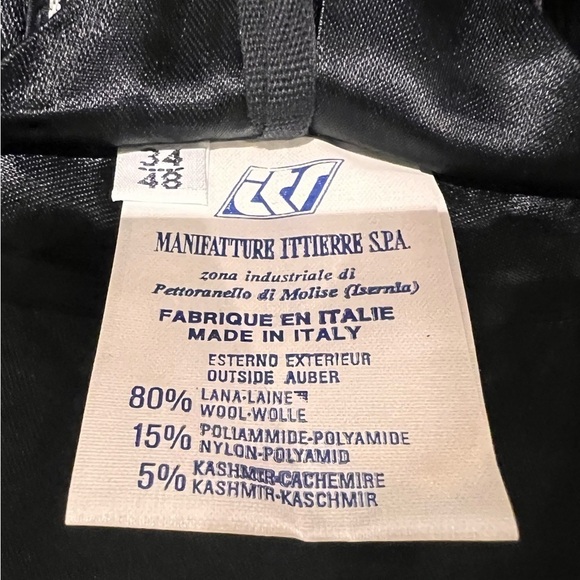 34
48
MANIFATTURE ITTIERRE S.P.A.
zona industriale di
Pettoranello di Molise (Isernia)
FABRIQUE EN ITALIE
MADE IN ITALY
ESTERNO EXTERIEUR
OUTSIDE AUBER
80% LANA-LAINE
WOOL-WOLLE
15% POLIAMMIDE-POLYAMIDE
NYLON-POLYAMID
5% KASHMIR-CACHEMIRE
KASHMIR-KASCHMIR